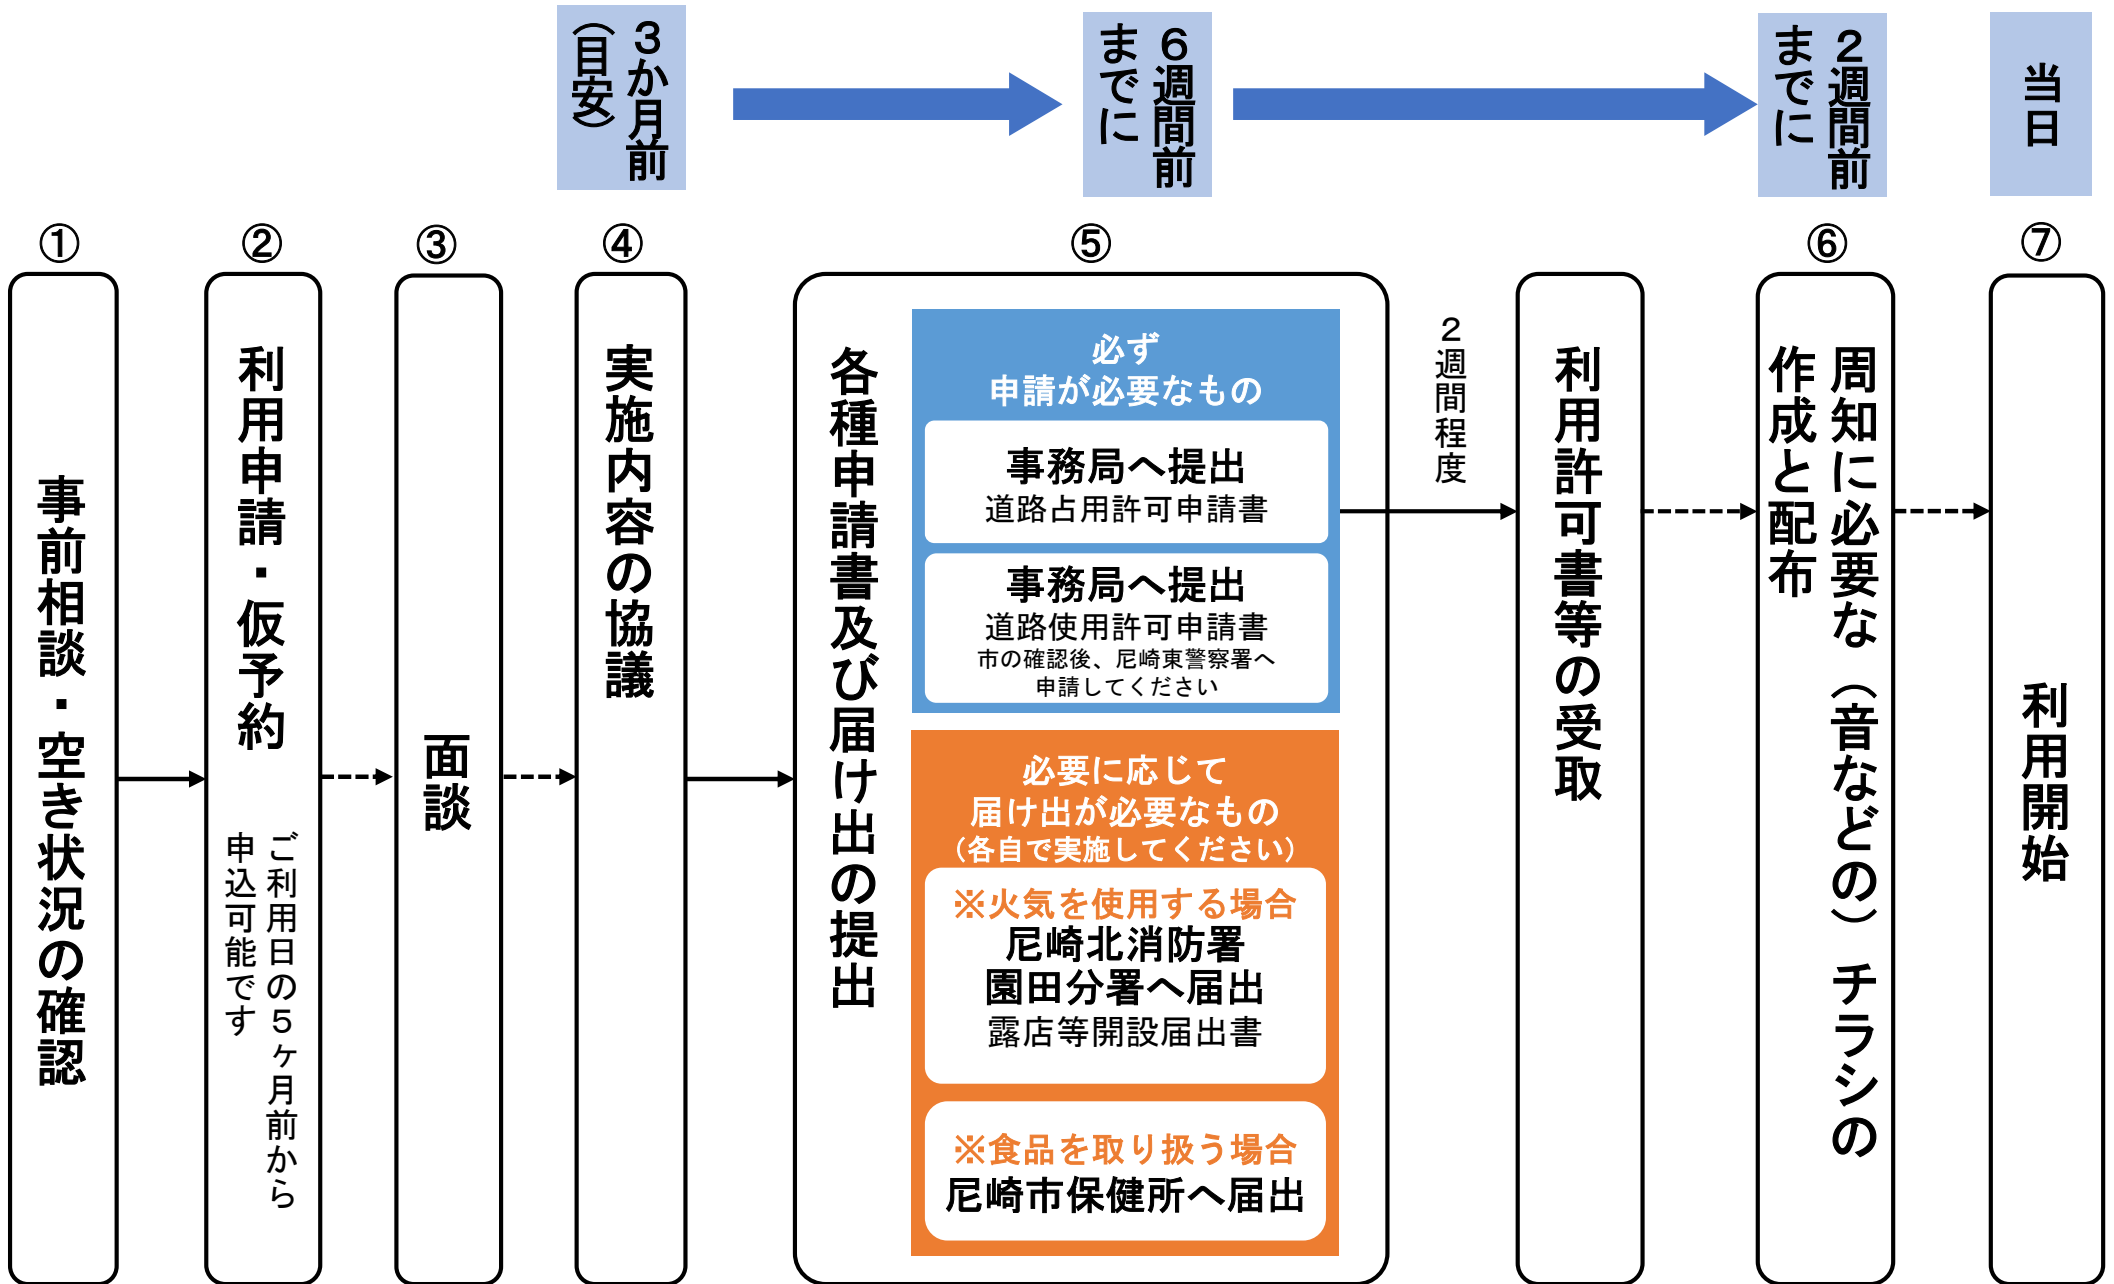 ３か月前
（目安）
６週間前
までに
２週間前
までに
当日
①
事前相談・空き状況の確認
②
利用申請・仮予約
ご利用日の５ヶ月前から
申込可能です
③
面談
④
実施内容の協議
⑤
各種申請書及び届け出の提出
必ず
申請が必要なもの
事務局へ提出
道路占用許可申請書
事務局へ提出
道路使用許可申請書
市の確認後、尼崎東警察署へ
申請してください
必要に応じて
届け出が必要なもの
（各自で実施してください）
※火気を使用する場合
尼崎北消防署
園田分署へ届出
露店等開設届出書
※食品を取り扱う場合
尼崎市保健所へ届出
２週間程度
利用許可書等の受取
⑥
周知に必要な（音などの）チラシの
作成と配布
⑦
利用開始